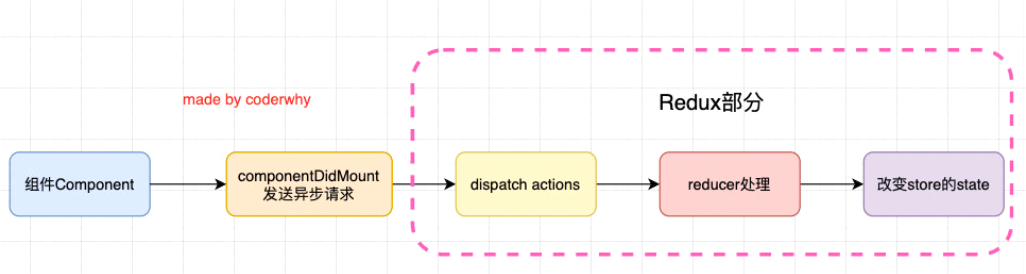 made by coderwhy
Redux部分
组件Component
componentDidMount
发送异步请求
dispatch actions
reducer处理
改变store的state